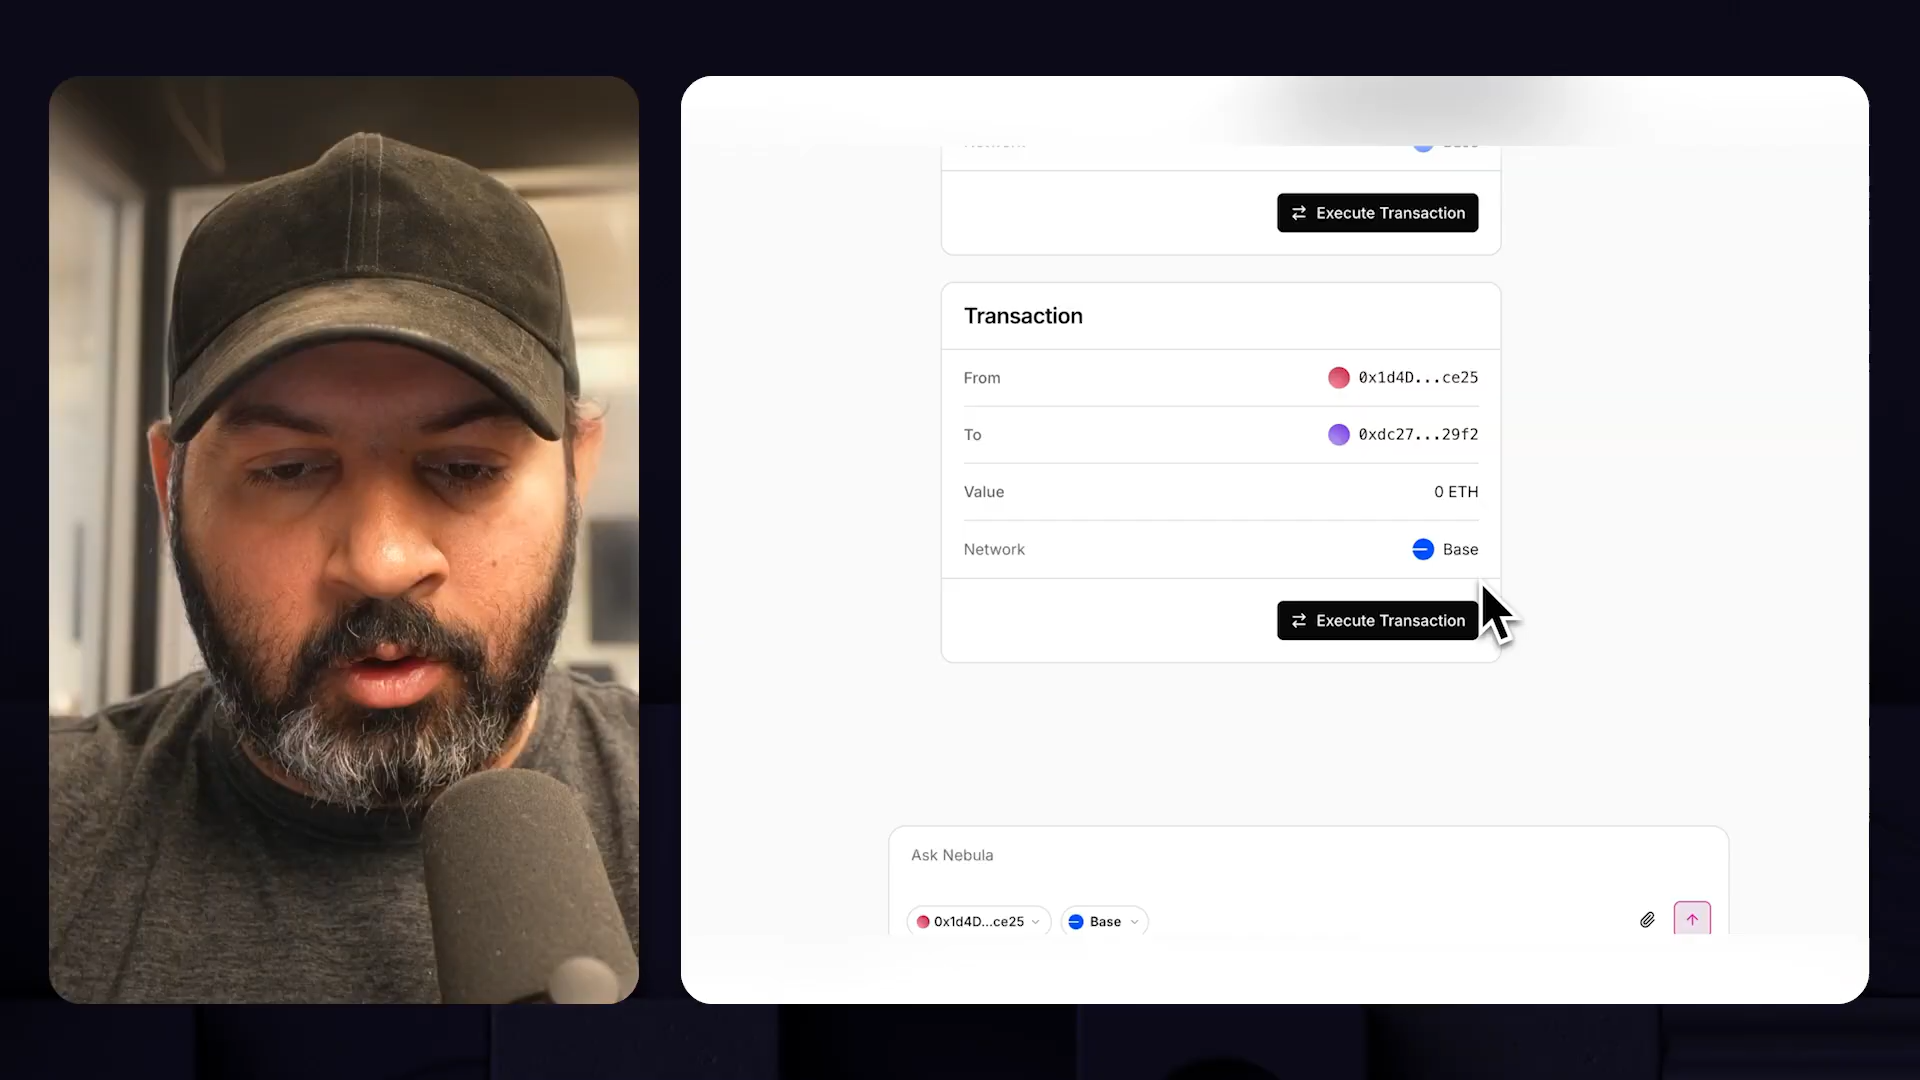 Execute Transaction
Transaction
From 0x1d4D...ce25
To 0xdc27...29f2
Value 0 ETH
Network Base
Execute Transaction
Ask Nebula
0x1d4D...ce25 Base